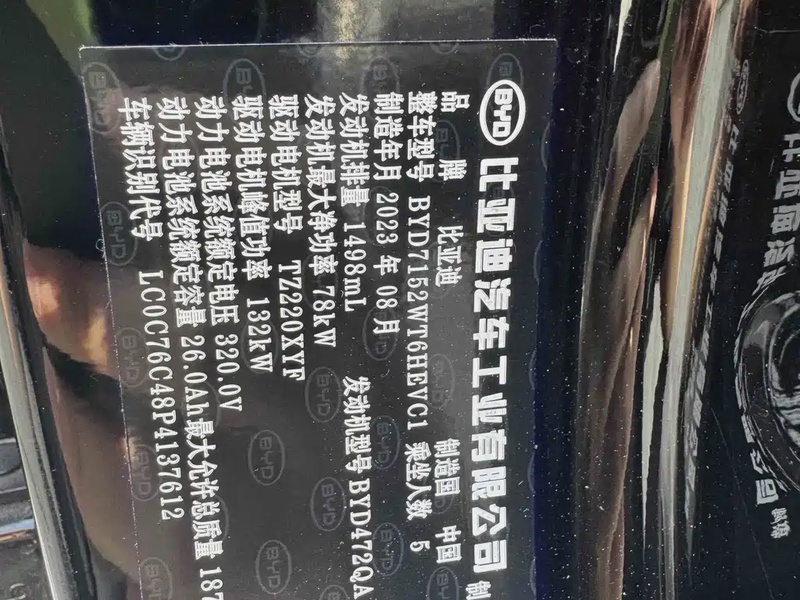 BYD 比亚迪汽车工业有限公司 制
品牌 比亚迪 制造国 中国
整车型号 BYD7152WT6HEVC1 乘坐人数 5
制造年月 2023 年 08 月
发动机排量 1498mL 发动机型号 BYD472QA
发动机最大净功率 78kW
驱动电机型号 TZ220XYF
驱动电机峰值功率 132kW
动力电池系统额定电压 320.0V
动力电池系统额定容量 26.0Ah 最大允许总质量 187
车辆识别代号 LC0C76C48P4137612